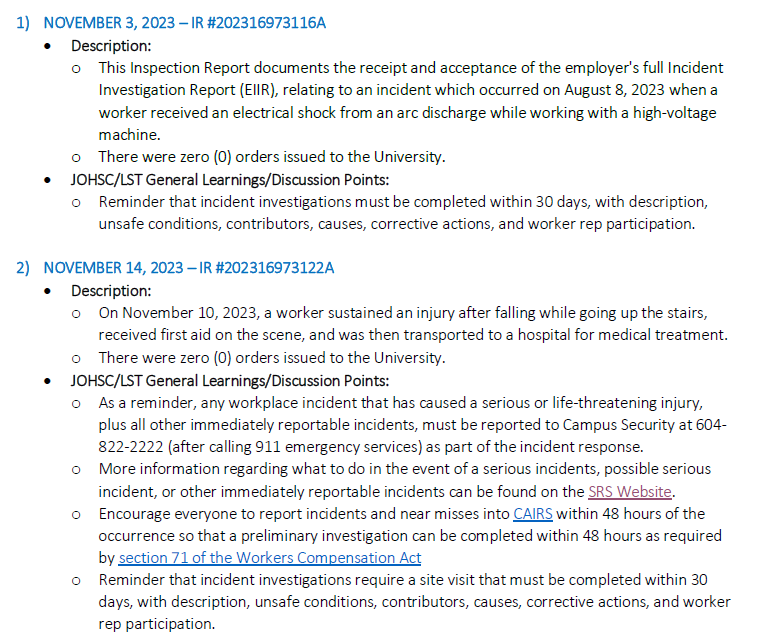 1) NOVEMBER 3, 2023 – IR #202316973116A
• Description:
o This Inspection Report documents the receipt and acceptance of the employer's full Incident
Investigation Report (EIIR), relating to an incident which occurred on August 8, 2023 when a
worker received an electrical shock from an arc discharge while working with a high-voltage
machine.
o There were zero (0) orders issued to the University.
• JOHSC/LST General Learnings/Discussion Points:
o Reminder that incident investigations must be completed within 30 days, with description,
unsafe conditions, contributors, causes, corrective actions, and worker rep participation.
2) NOVEMBER 14, 2023 – IR #202316973122A
• Description:
o On November 10, 2023, a worker sustained an injury after falling while going up the stairs,
received first aid on the scene, and was then transported to a hospital for medical treatment.
o There were zero (0) orders issued to the University.
• JOHSC/LST General Learnings/Discussion Points:
o As a reminder, any workplace incident that has caused a serious or life-threatening injury,
plus all other immediately reportable incidents, must be reported to Campus Security at 604-
822-2222 (after calling 911 emergency services) as part of the incident response.
o More information regarding what to do in the event of a serious incidents, possible serious
incident, or other immediately reportable incidents can be found on the SRS Website.
o Encourage everyone to report incidents and near misses into CAIRS within 48 hours of the
occurrence so that a preliminary investigation can be completed within 48 hours as required
by section 71 of the Workers Compensation Act
o Reminder that incident investigations require a site visit that must be completed within 30
days, with description, unsafe conditions, contributors, causes, corrective actions, and worker
rep participation.